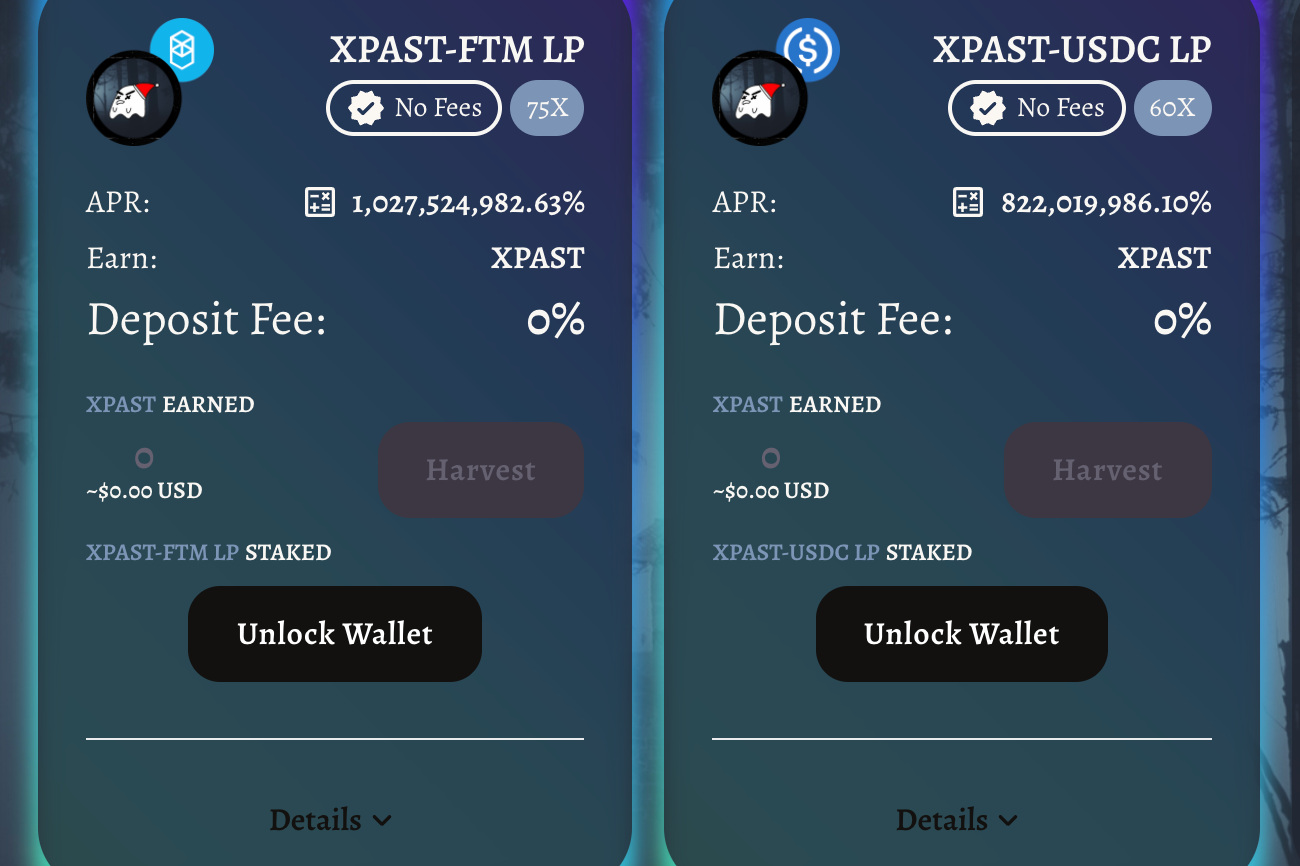 XPAST-FTM LP
No Fees 75X
APR: 1,027,524,982.63%
Earn: XPAST
Deposit Fee: 0%
XPAST EARNED
0
~$0.00 USD
Harvest
XPAST-FTM LP STAKED
Unlock Wallet
Details
XPAST-USDC LP
No Fees 60X
APR: 822,019,986.10%
Earn: XPAST
Deposit Fee: 0%
XPAST EARNED
0
~$0.00 USD
Harvest
XPAST-USDC LP STAKED
Unlock Wallet
Details